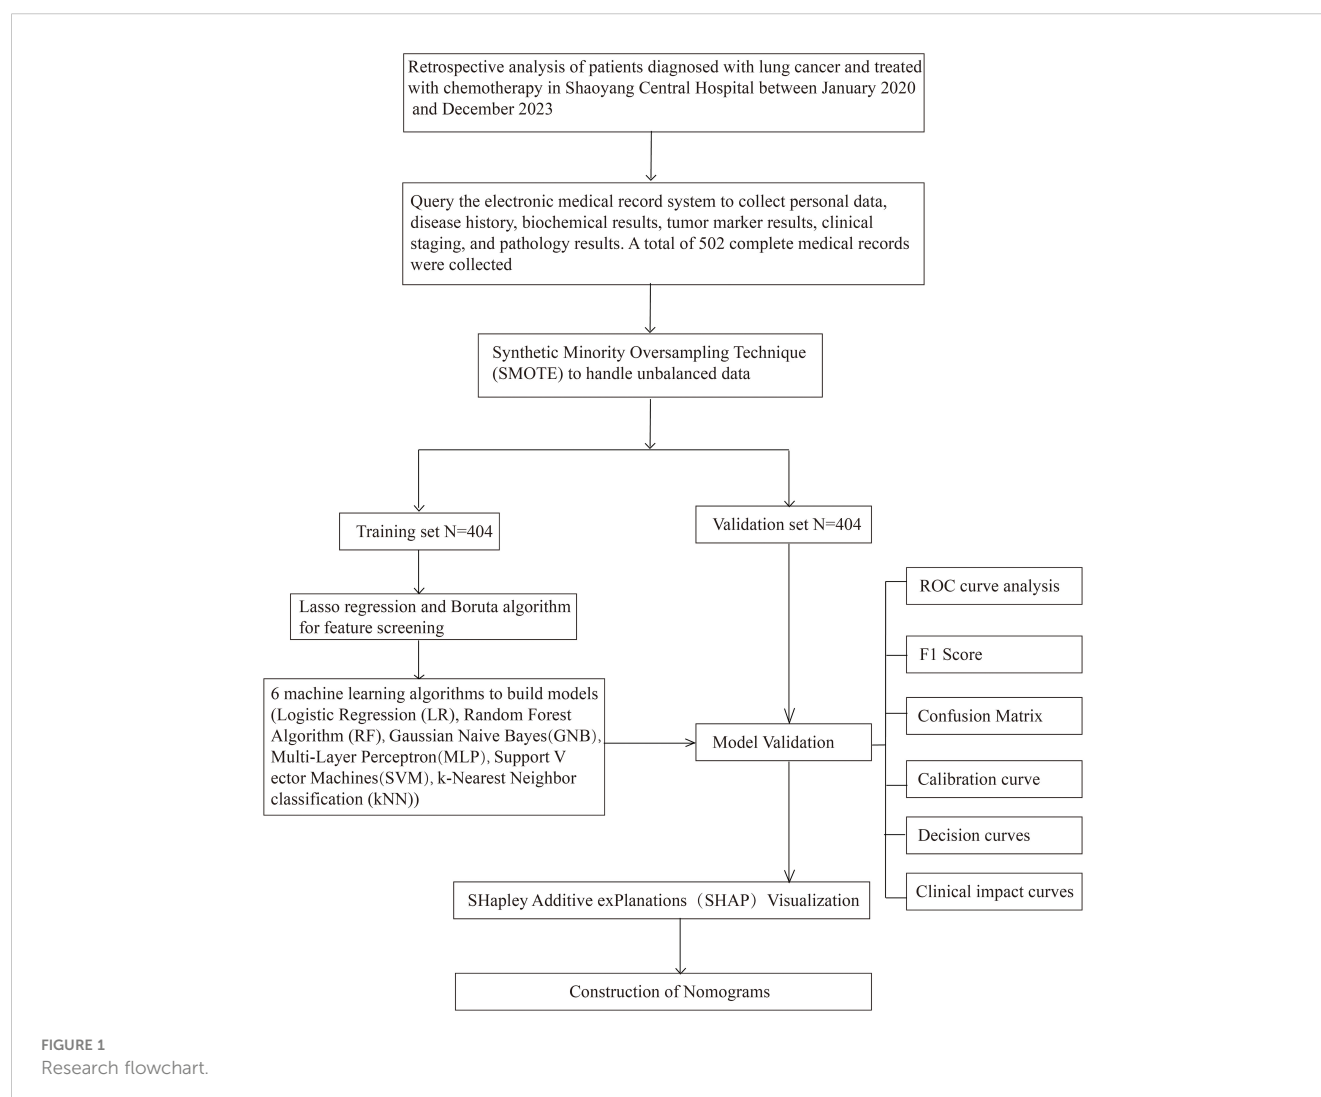 Retrospective analysis of patients diagnosed with lung cancer and treated
with chemotherapy in Shaoyang Central Hospital between January 2020
and December 2023
Query the electronic medical record system to collect personal data,
disease history, biochemical results, tumor marker results, clinical
staging, and pathology results. A total of 502 complete medical records
were collected
Synthetic Minority Oversampling Technique
(SMOTE) to handle unbalanced data
Training set N=404
Validation set N=404
Lasso regression and Boruta algorithm
for feature screening
6 machine learning algorithms to build models
(Logistic Regression (LR), Random Forest
Algorithm (RF), Gaussian Naive Bayes(GNB),
Multi-Layer Perceptron(MLP), Support V
ector Machines(SVM), k-Nearest Neighbor
classification (kNN))
Model Validation
ROC curve analysis
F1 Score
Confusion Matrix
Calibration curve
Decision curves
Clinical impact curves
SHapley Additive exPlanations（SHAP）Visualization
Construction of Nomograms
FIGURE 1
Research flowchart.